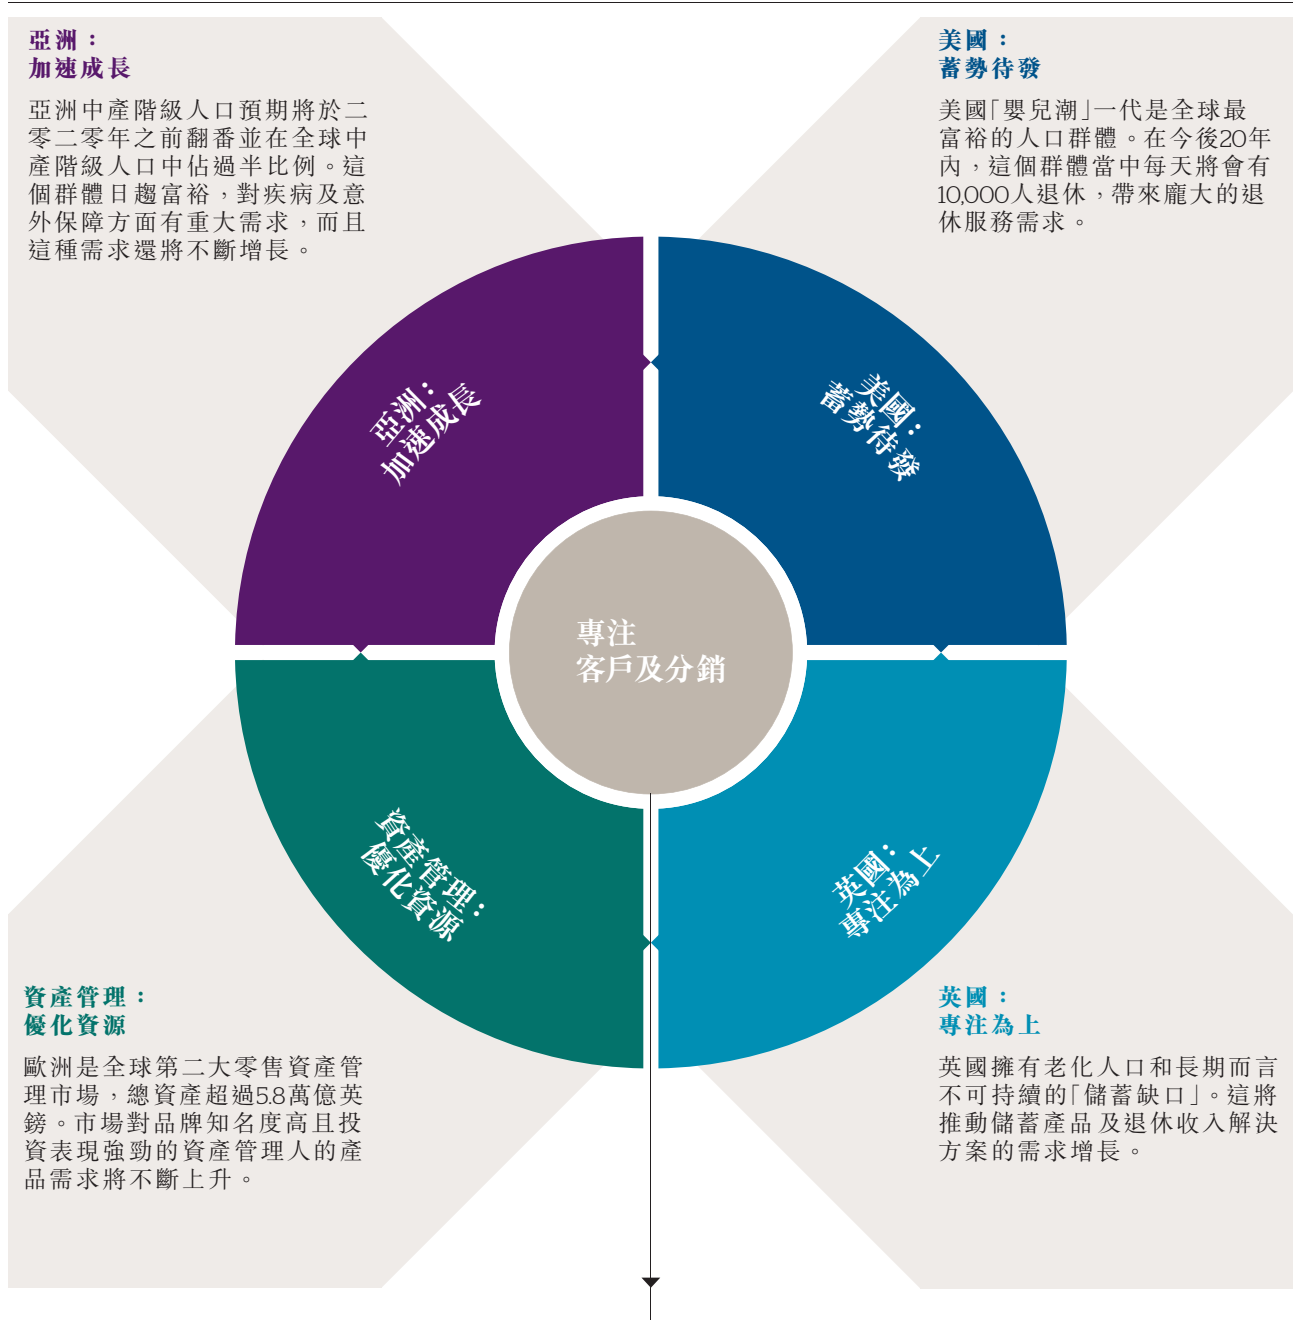 亞洲：
加速成長
亞洲中產階級人口預期將於二
零二零年之前翻番並在全球中
產階級人口中佔過半比例。這
個群體日趨富裕，對疾病及意
外保障方面有重大需求，而且
這種需求還將不斷增長。
美國：
蓄勢待發
美國「嬰兒潮」一代是全球最
富裕的人口群體。在今後20年
內，這個群體當中每天將會有
10,000人退休，帶來龐大的退
休服務需求。
亞洲：
加速成長
美國：
蓄勢待發
專注
客戶及分銷
資產管理：
優化資源
英國：
專注為上
資產管理：
優化資源
歐洲是全球第二大零售資產管
理市場，總資產超過5.8萬億英
鎊。市場對品牌知名度高且投
資表現強勁的資產管理人的產
品需求將不斷上升。
英國：
專注為上
英國擁有老化人口和長期而言
不可持續的「儲蓄缺口」。這將
推動儲蓄產品及退休收入解決
方案的需求增長。